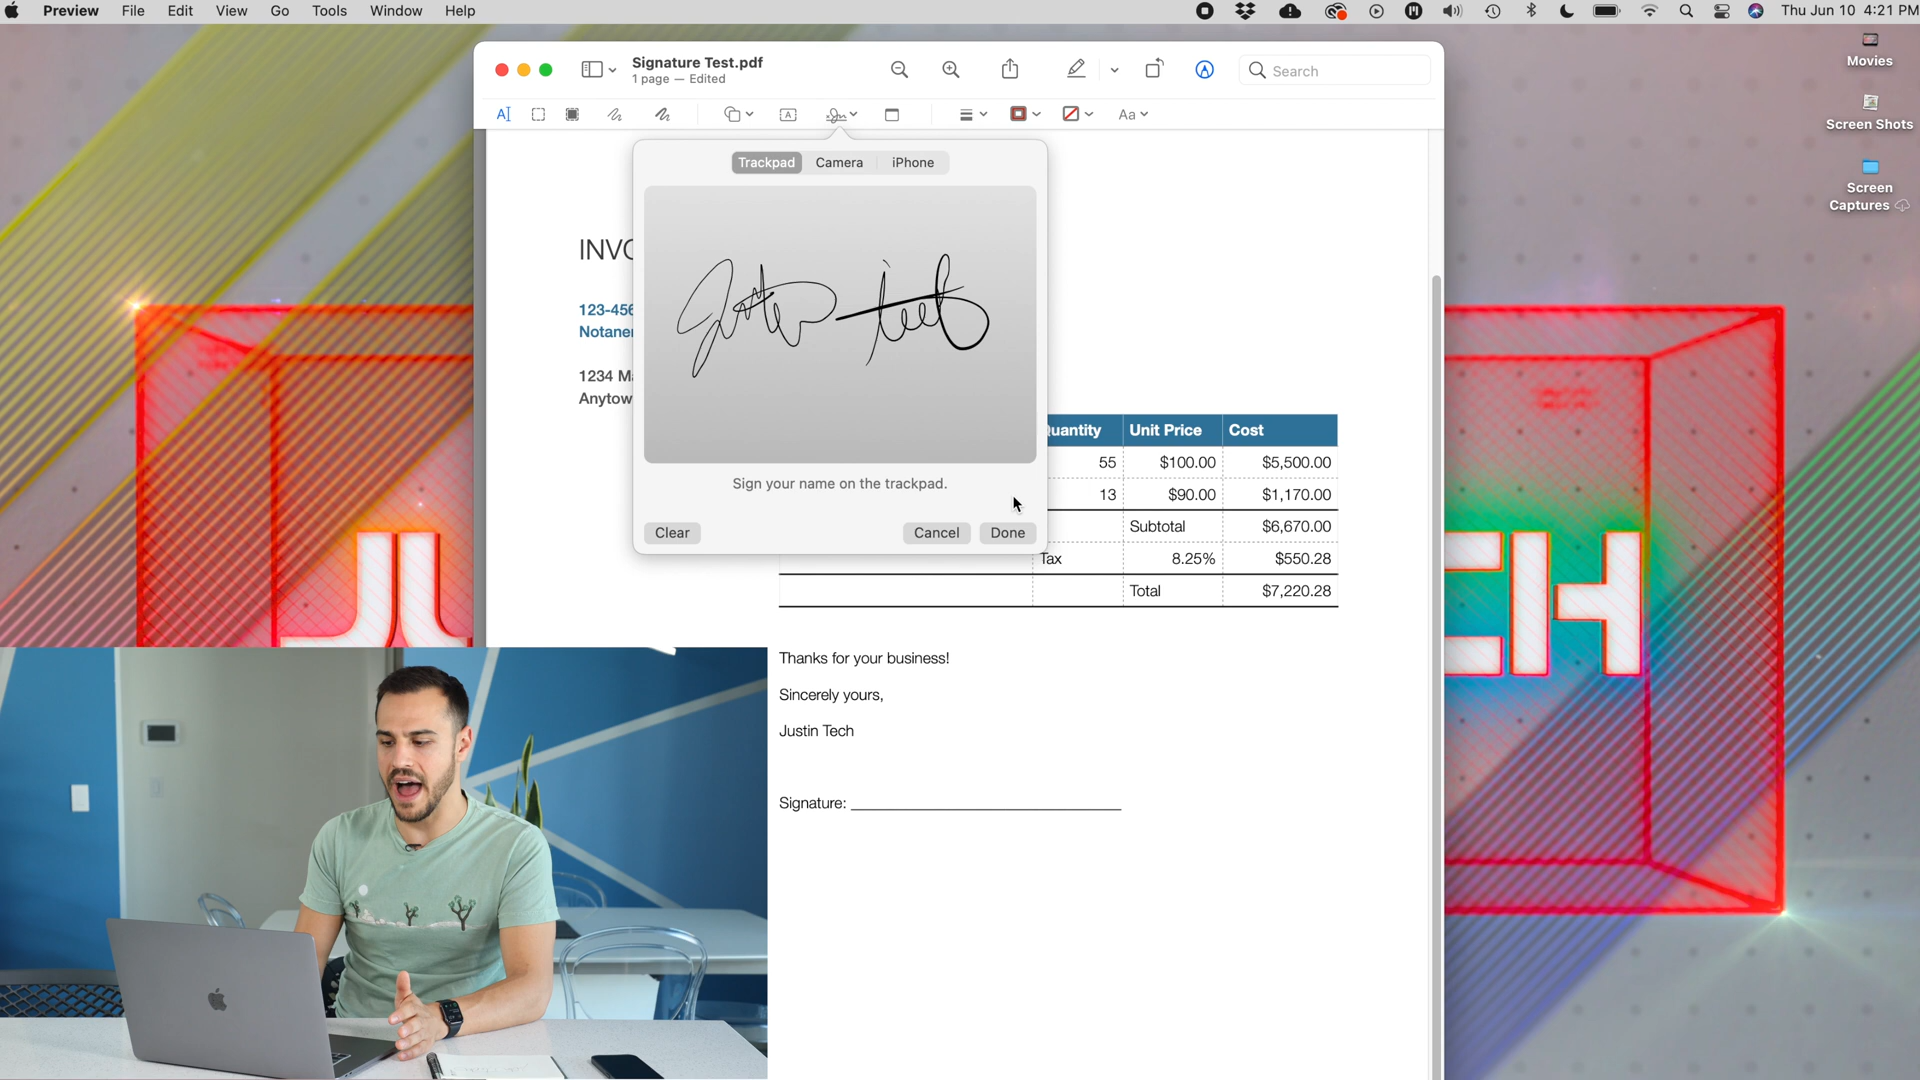 Preview File Edit View Go Tools Window Help
Thu Jun 10 4:21 PM
Movies
Screen Shots
Screen
Captures
Signature Test.pdf
1 page — Edited
Search
Aa
Trackpad Camera iPhone
Sign your name on the trackpad.
Clear Cancel Done
INVO
123-456
1234 Ma
Anytow
Quantity Unit Price Cost
55 $100.00 $5,500.00
13 $90.00 $1,170.00
Subtotal $6,670.00
Tax 8.25% $550.28
Total $7,220.28
Thanks for your business!
Sincerely yours,
Justin Tech
Signature: